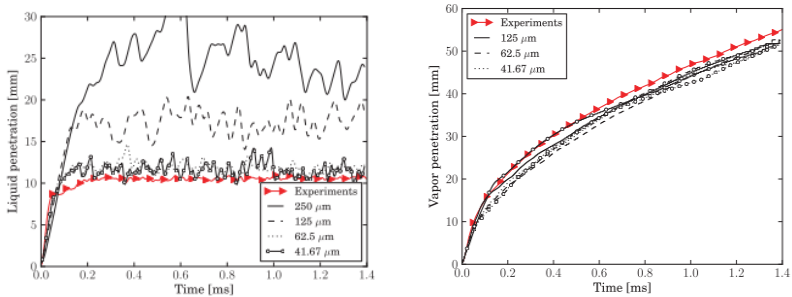 30
25
20
15
10
5
0
Liquid penetration [mm]
0.0 0.2 0.4 0.6 0.8 1.0 1.2 1.4
Time [ms]
Experiments
250 μm
125 μm
62.5 μm
41.67 μm
60
50
40
30
20
10
0
Vapor penetration [mm]
0.0 0.2 0.4 0.6 0.8 1.0 1.2 1.4
Time [ms]
Experiments
125 μm
62.5 μm
41.67 μm